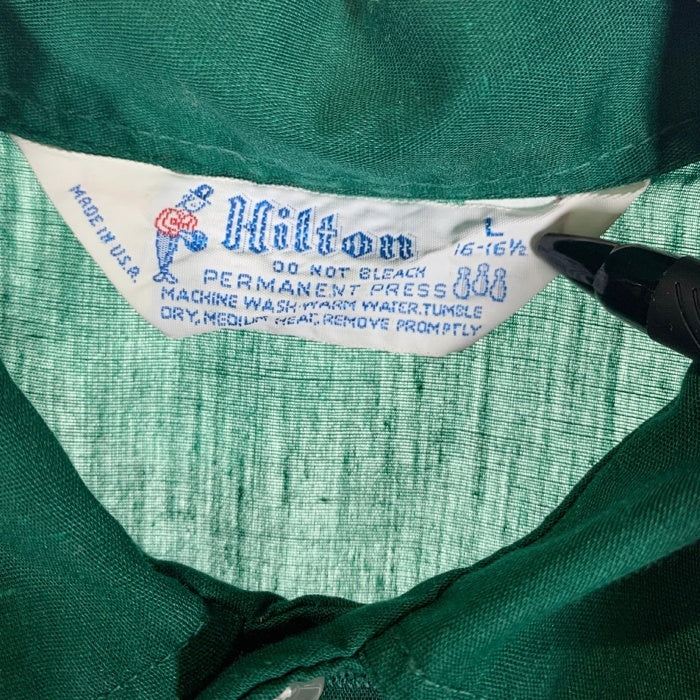 MADE IN U.S.A.
Hilton
L
16-16½
DO NOT BLEACH
PERMANENT PRESS
MACHINE WASH WARM WATER, TUMBLE
DRY, MEDIUM HEAT, REMOVE PROMPTLY